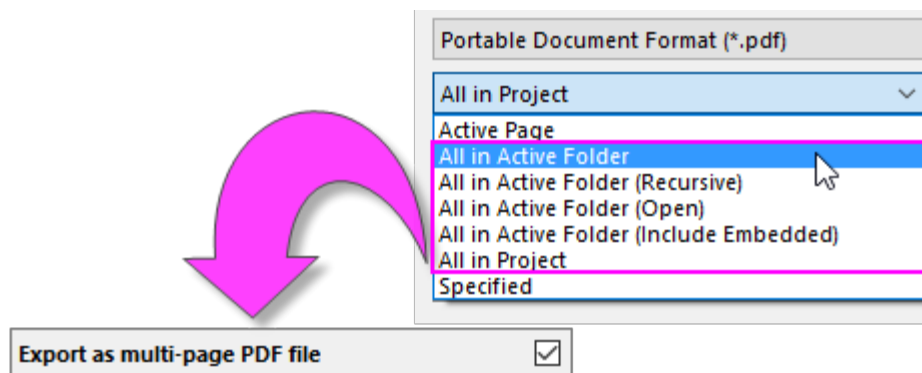 Portable Document Format (*.pdf)
All in Project
Active Page
All in Active Folder
All in Active Folder (Recursive)
All in Active Folder (Open)
All in Active Folder (Include Embedded)
All in Project
Specified
Export as multi-page PDF file